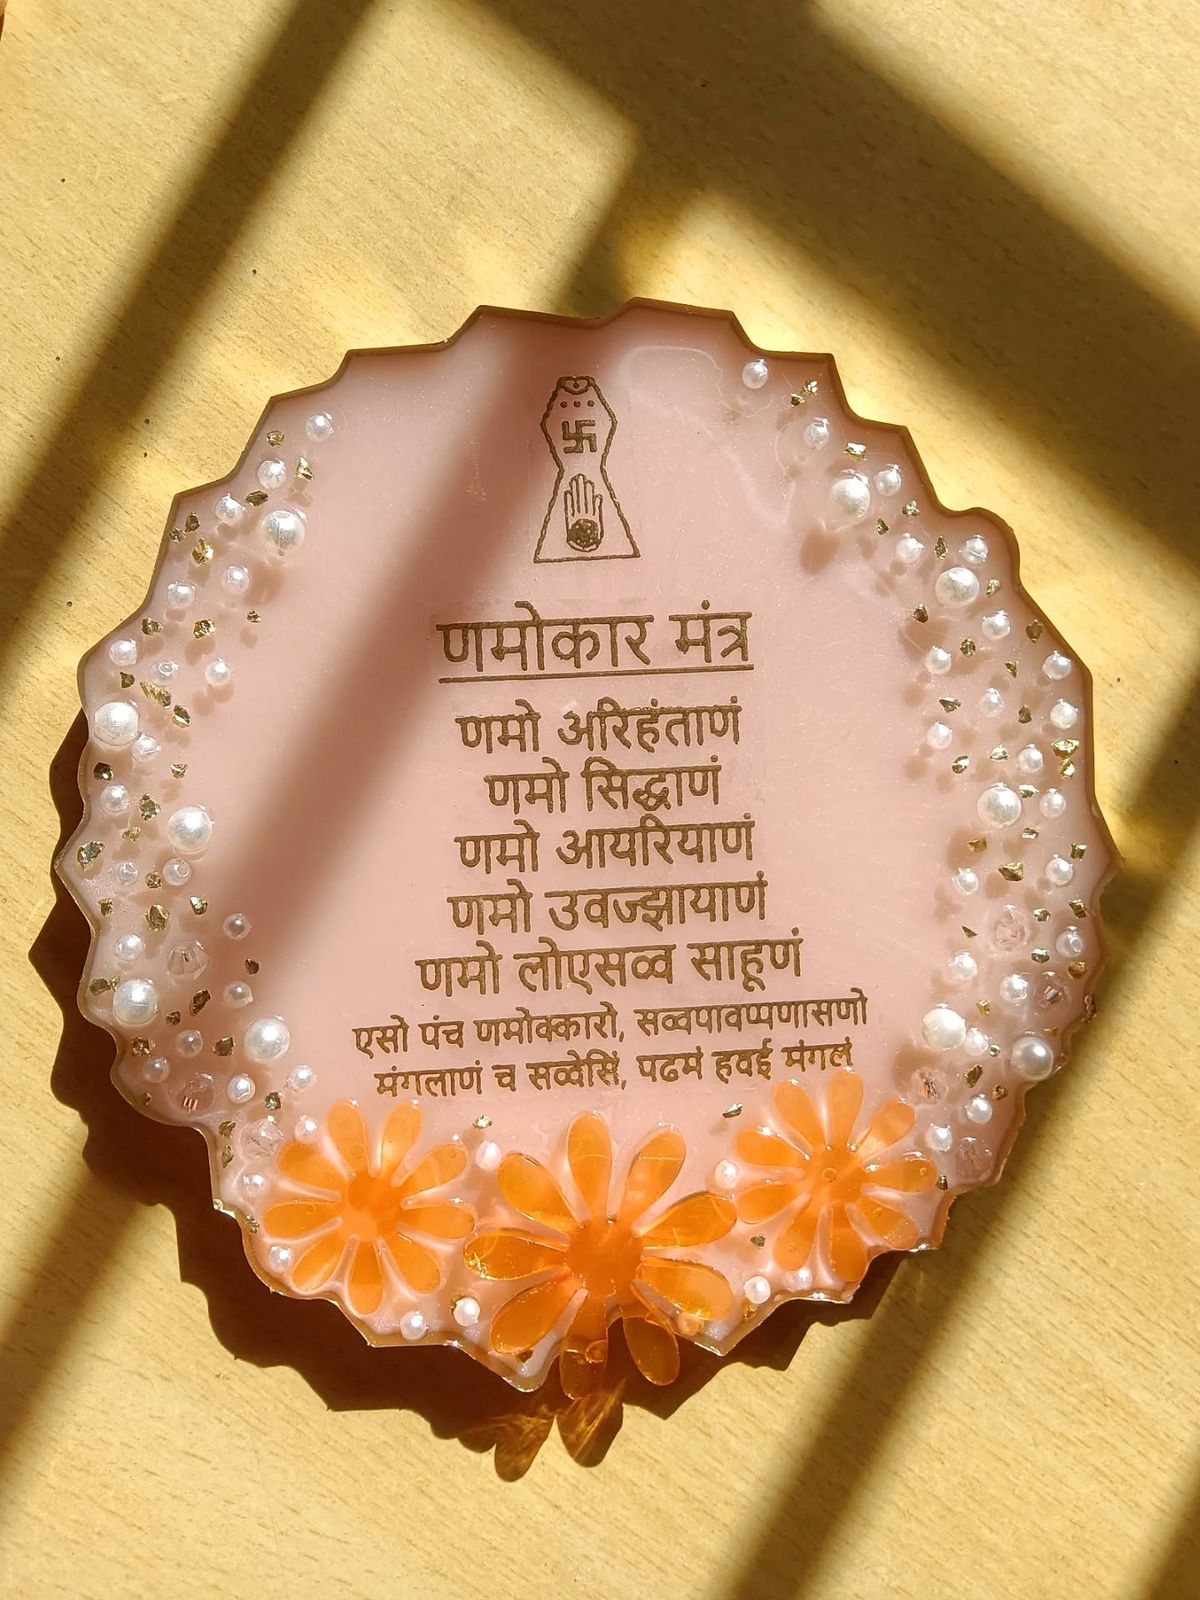 णमोकार मंत्र
णमो अरिहंताणं
णमो सिद्धाणं
णमो आयरियाणं
णमो उवज्झायाणं
णमो लोएसव्व साहूणं
एसो पंच णमोक्कारो, सव्वपावप्पणासणो
मंगलाणं च सव्वेसिं, पढमं हवई मंगलं